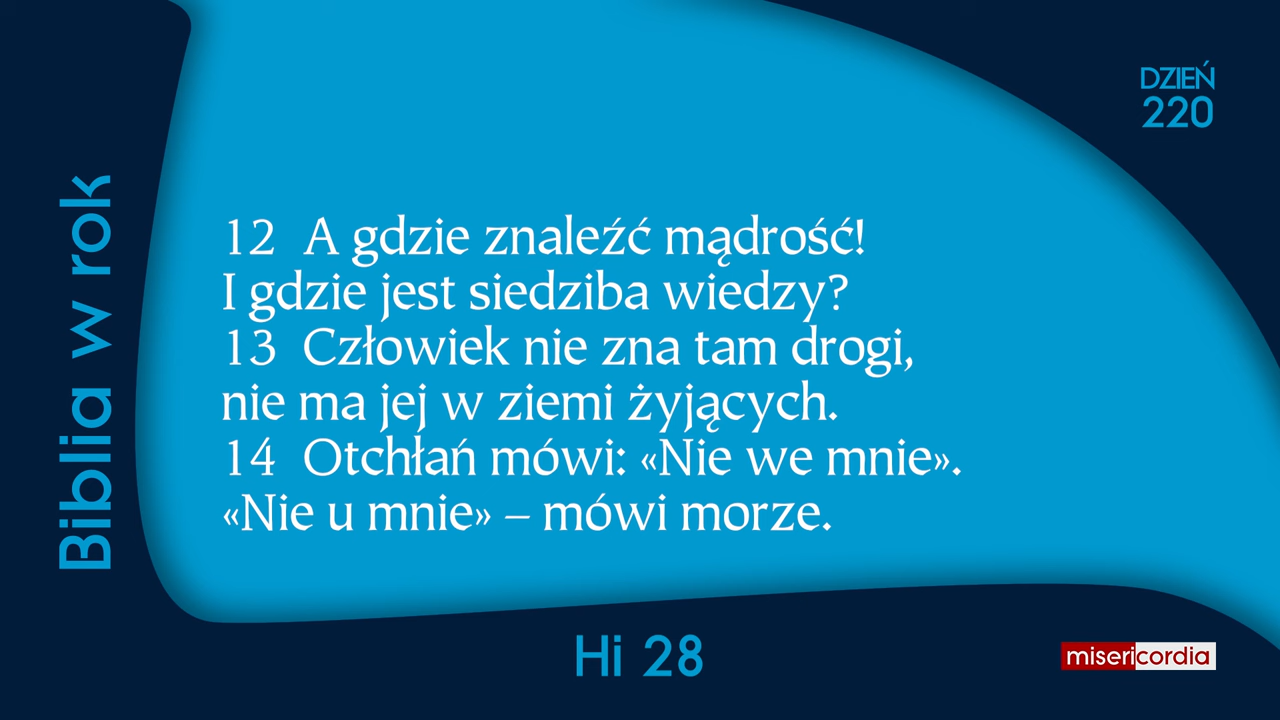 DZIEŃ
220
Biblia w rok
12 A gdzie znaleźć mądrość!
I gdzie jest siedziba wiedzy?
13 Człowiek nie zna tam drogi,
nie ma jej w ziemi żyjących.
14 Otchłań mówi: «Nie we mnie».
«Nie u mnie» – mówi morze.
Hi 28
misericordia